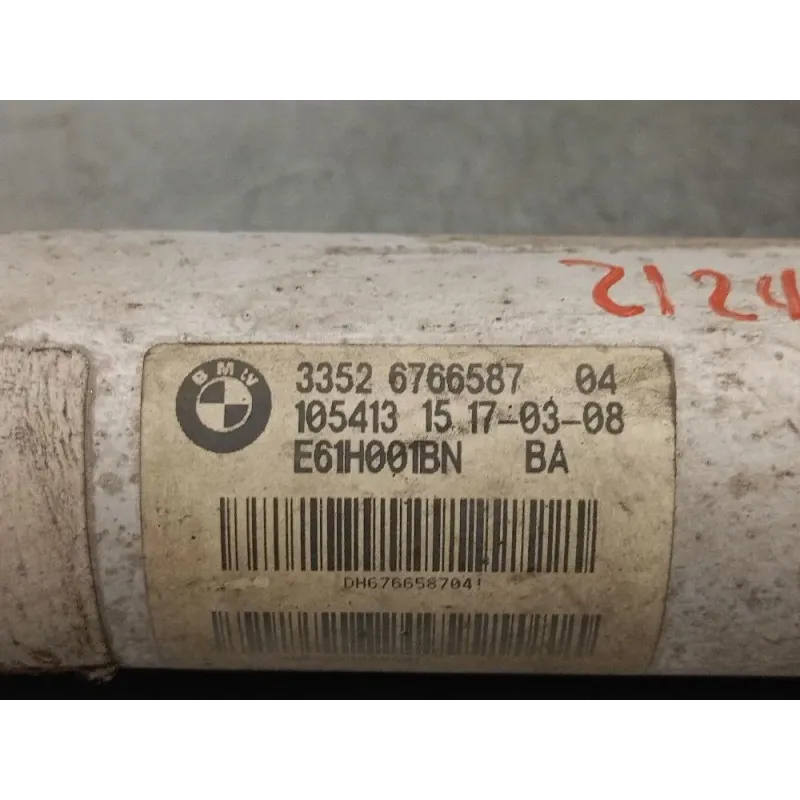 2124
BMW
3352 6766587 04
105413 15 17-03-08
E61H001BN BA
DH676658704!